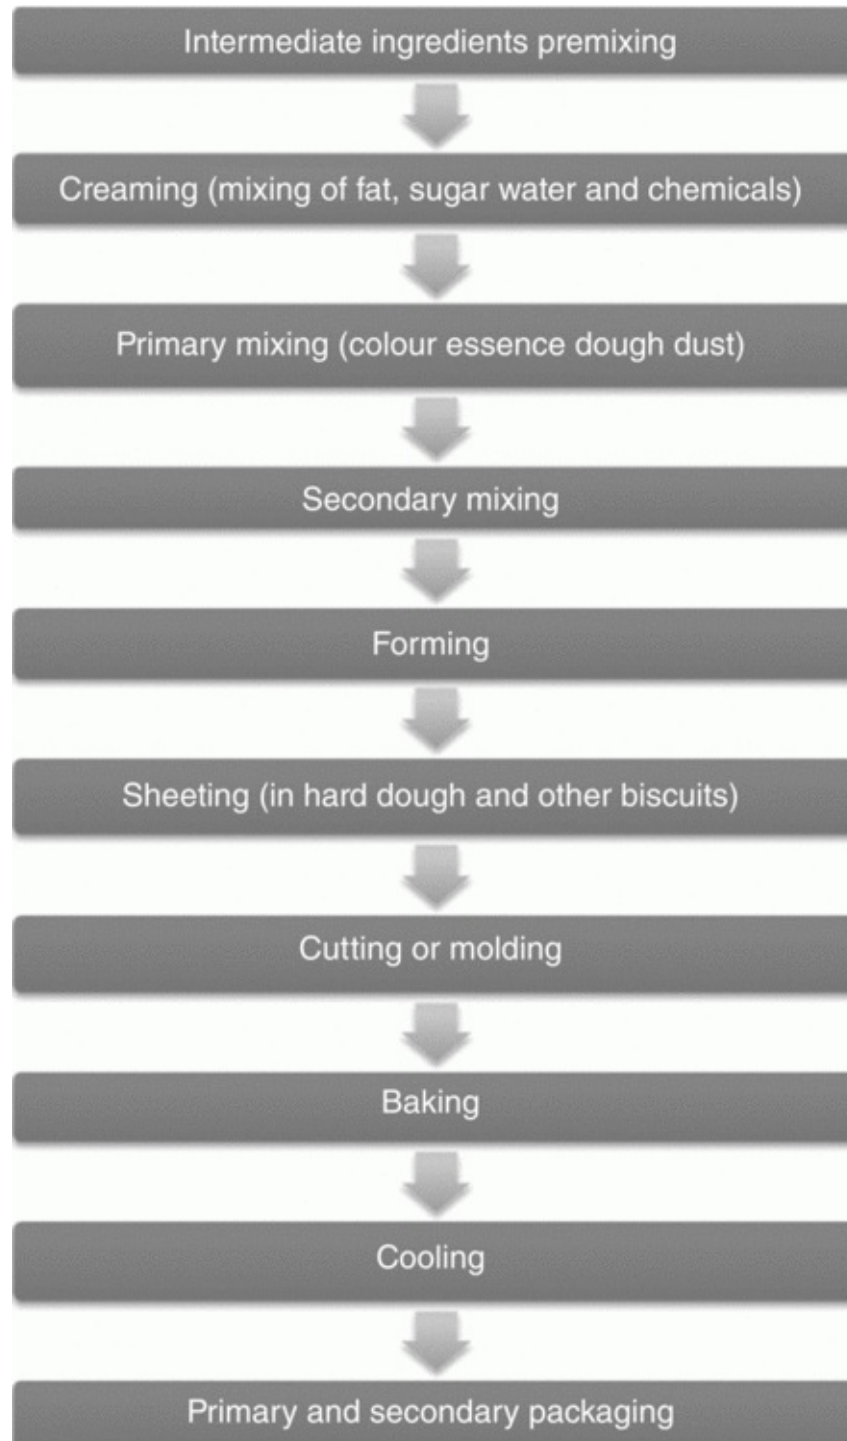 Intermediate ingredients premixing
Creaming (mixing of fat, sugar water and chemicals)
Primary mixing (colour essence dough dust)
Secondary mixing
Forming
Sheeting (in hard dough and other biscuits)
Cutting or molding
Baking
Cooling
Primary and secondary packaging